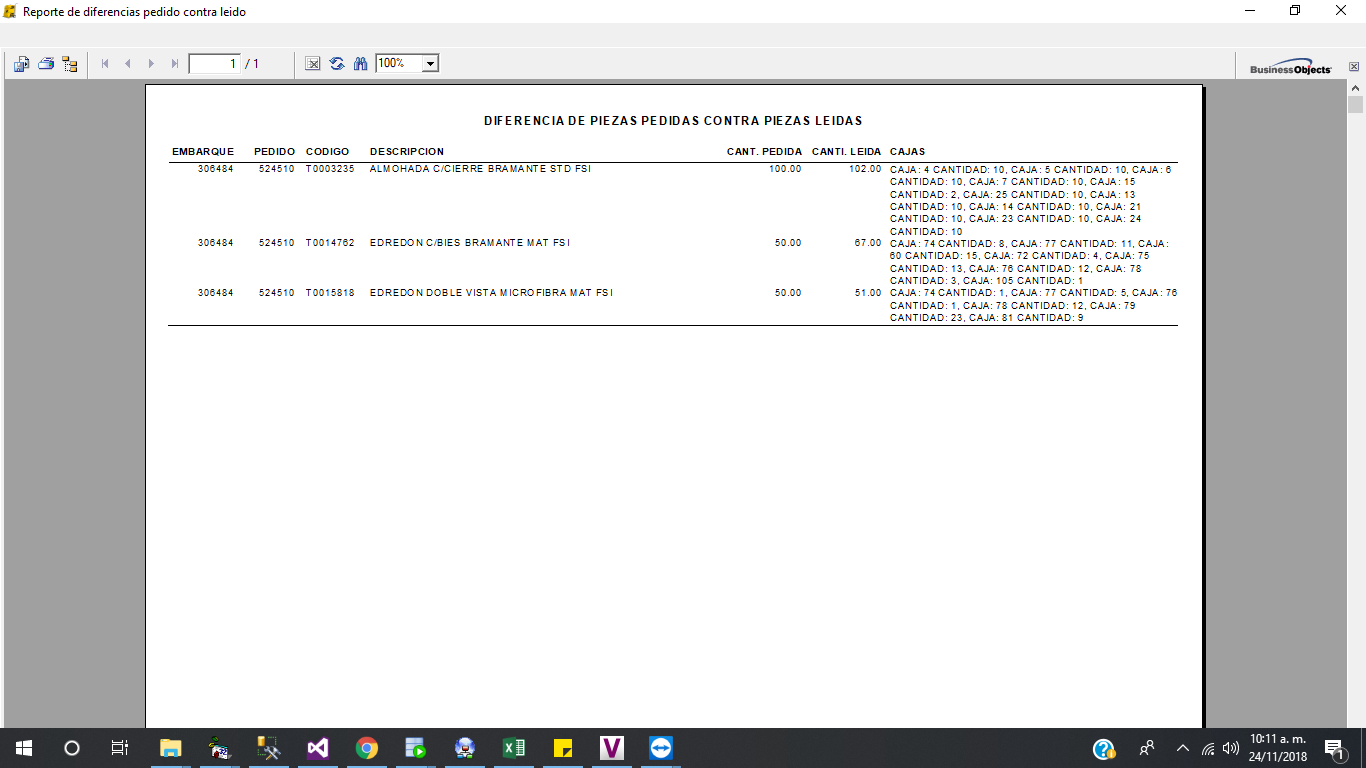 Reporte de diferencias pedido contra leido
1 / 1 100% BusinessObjects
DIFERENCIA DE PIEZAS PEDIDAS CONTRA PIEZAS LEIDAS
EMBARQUE PEDIDO CODIGO DESCRIPCION CANT. PEDIDA CANTI. LEIDA CAJAS
306484 524510 T0003235 ALMOHADA C/CIERRE BRAMANTE STD FSI 100.00 102.00 CAJA: 4 CANTIDAD: 10, CAJA: 5 CANTIDAD: 10, CAJA: 6
CANTIDAD: 10, CAJA: 7 CANTIDAD: 10, CAJA: 15
CANTIDAD: 2, CAJA: 25 CANTIDAD: 10, CAJA: 13
CANTIDAD: 10, CAJA: 14 CANTIDAD: 10, CAJA: 21
CANTIDAD: 10, CAJA: 23 CANTIDAD: 10, CAJA: 24
CANTIDAD: 10
306484 524510 T0014762 EDREDON C/BIES BRAMANTE MAT FSI 50.00 67.00 CAJA: 74 CANTIDAD: 8, CAJA: 77 CANTIDAD: 11, CAJA:
60 CANTIDAD: 15, CAJA: 72 CANTIDAD: 4, CAJA: 75
CANTIDAD: 13, CAJA: 76 CANTIDAD: 12, CAJA: 78
CANTIDAD: 3, CAJA: 105 CANTIDAD: 1
306484 524510 T0015818 EDREDON DOBLE VISTA MICROFIBRA MAT FSI 50.00 51.00 CAJA: 74 CANTIDAD: 1, CAJA: 77 CANTIDAD: 5, CAJA: 76
CANTIDAD: 1, CAJA: 78 CANTIDAD: 12, CAJA: 79
CANTIDAD: 23, CAJA: 81 CANTIDAD: 9
10:11 a. m.
24/11/2018
1